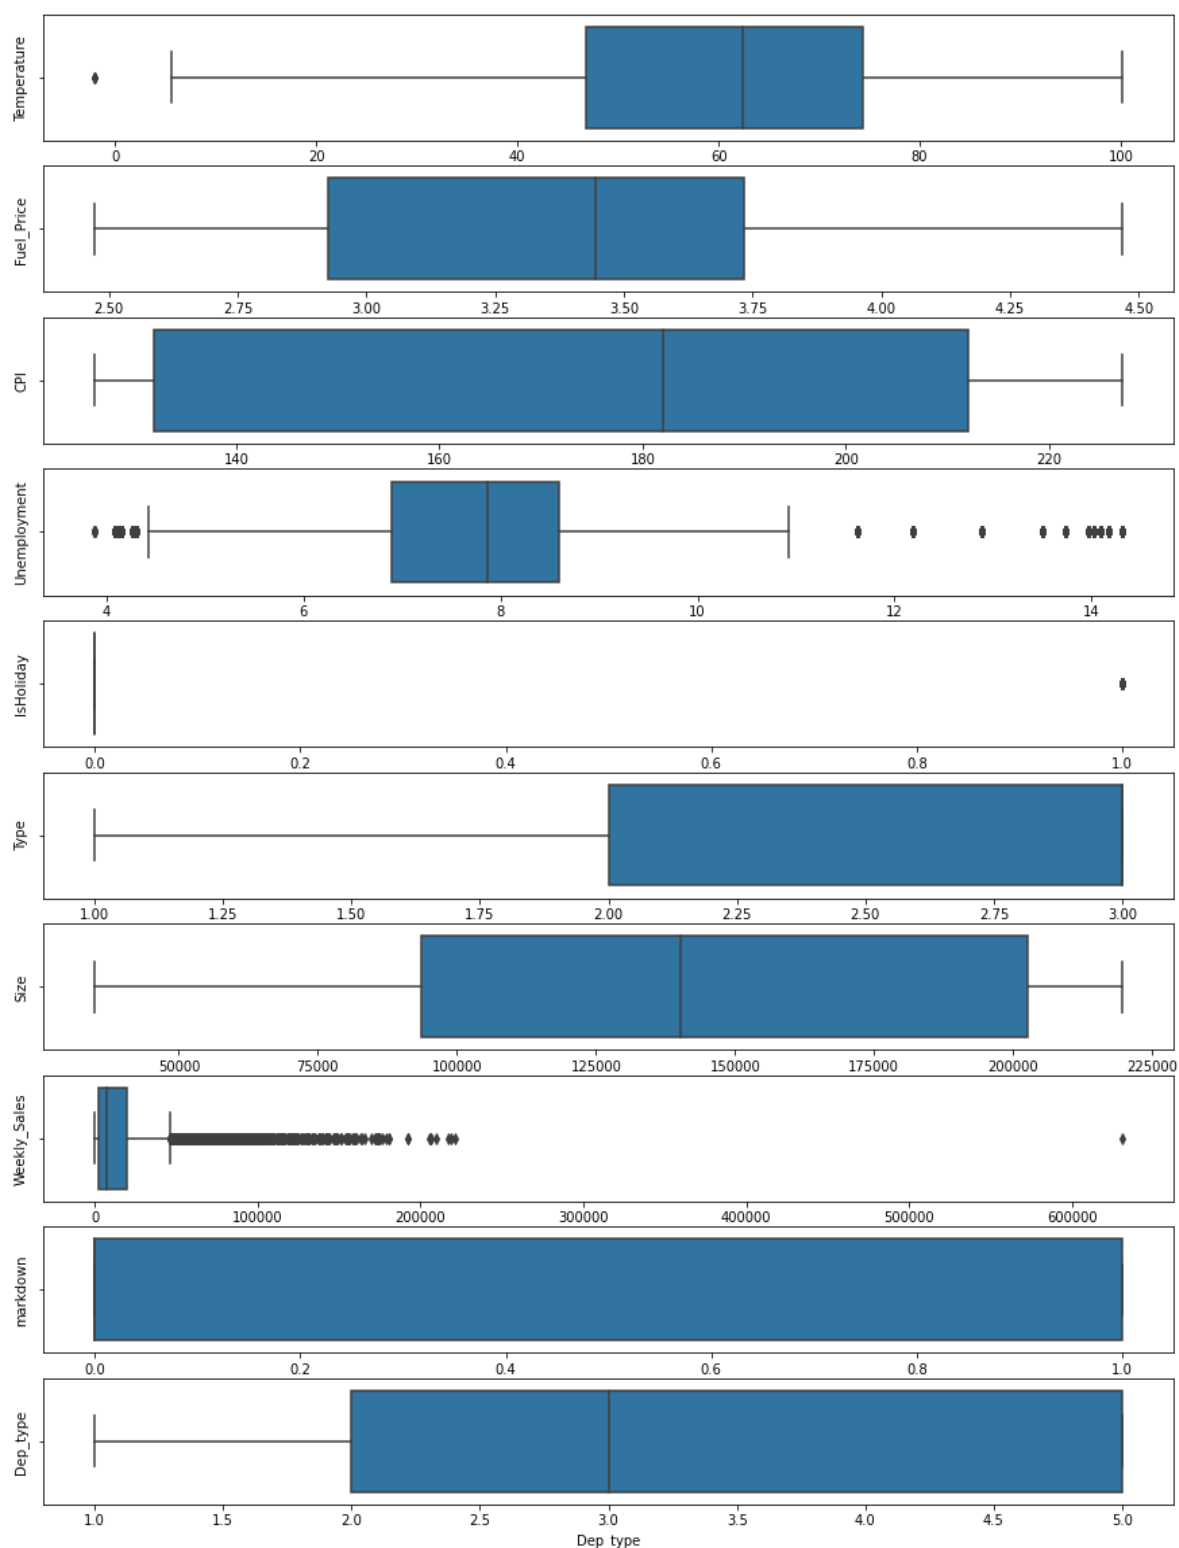 Temperature
0 20 40 60 80 100
Fuel_Price
2.50 2.75 3.00 3.25 3.50 3.75 4.00 4.25 4.50
CPI
140 160 180 200 220
Unemployment
4 6 8 10 12 14
IsHoliday
0.0 0.2 0.4 0.6 0.8 1.0
Type
1.00 1.25 1.50 1.75 2.00 2.25 2.50 2.75 3.00
Size
50000 75000 100000 125000 150000 175000 200000 225000
Weekly_Sales
0 100000 200000 300000 400000 500000 600000
markdown
0.0 0.2 0.4 0.6 0.8 1.0
Dep_type
1.0 1.5 2.0 2.5 3.0 3.5 4.0 4.5 5.0
Dep_type